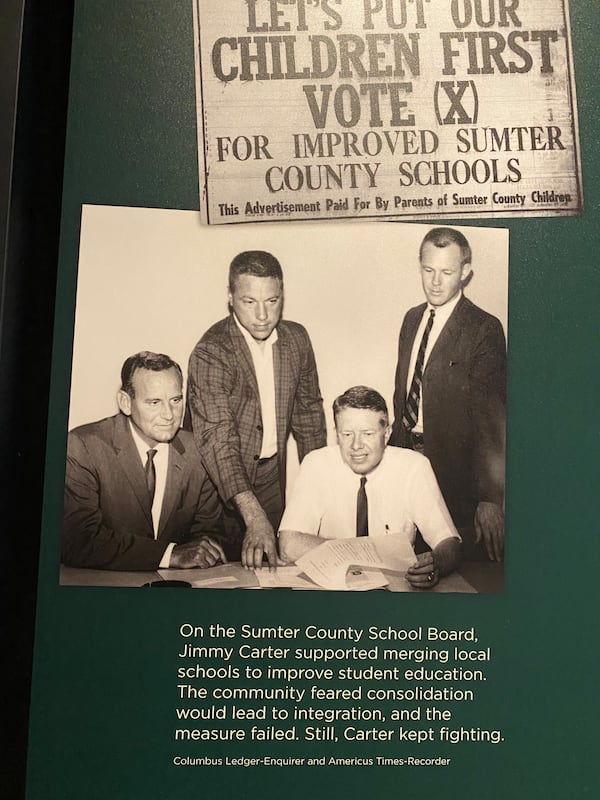 LET'S PUT OUR
CHILDREN FIRST
VOTE (X)
FOR IMPROVED SUMTER
COUNTY SCHOOLS
This Advertisement Paid For By Parents of Sumter County Children
On the Sumter County School Board,
Jimmy Carter supported merging local
schools to improve student education.
The community feared consolidation
would lead to integration, and the
measure failed. Still, Carter kept fighting.
Columbus Ledger-Enquirer and Americus Times-Recorder